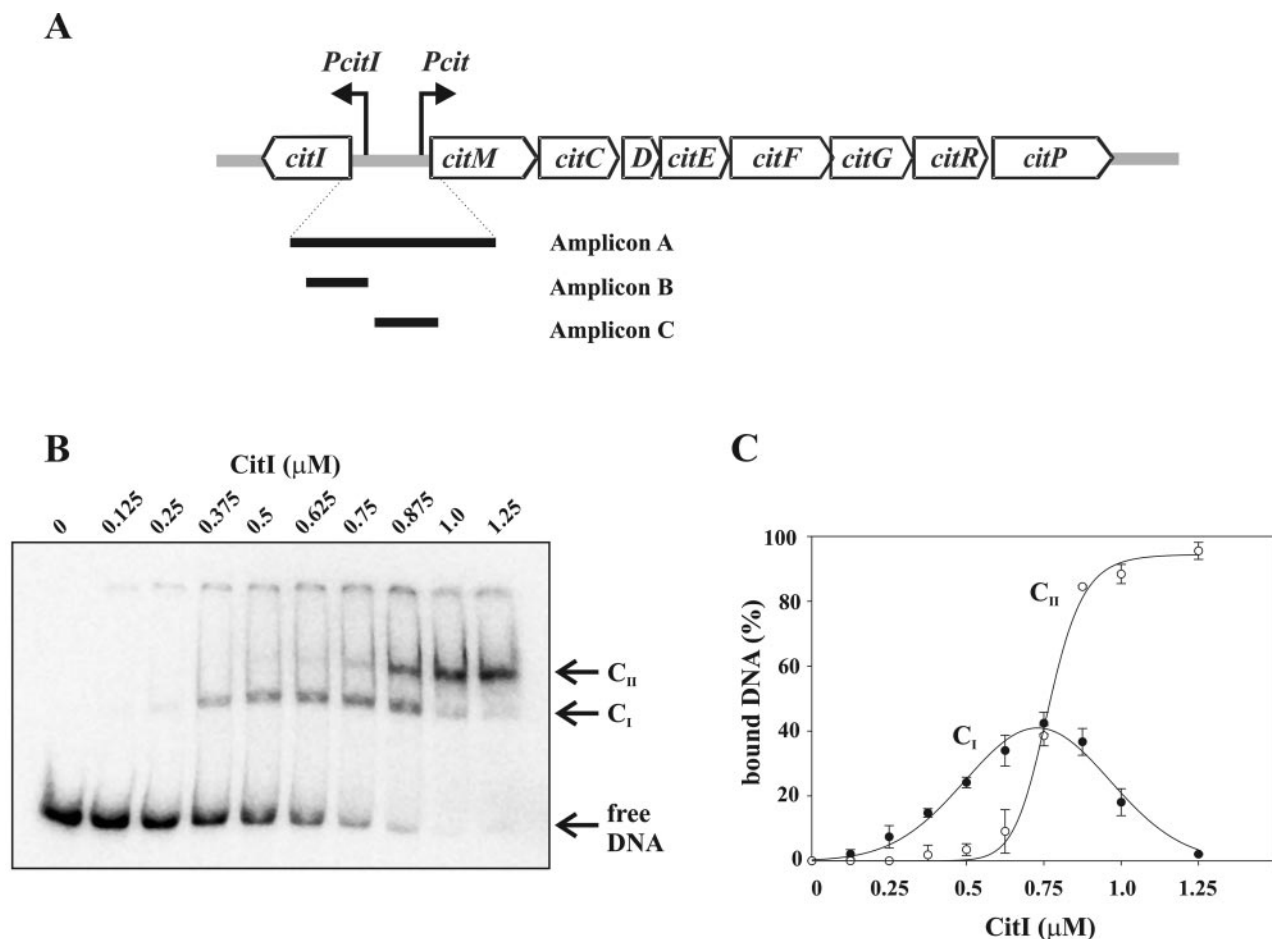 A
PcitI Pcit
citI citM citC D citE citF citG citR citP
Amplicon A
Amplicon B
Amplicon C
B
CitI (μM)
0 0.125 0.25 0.375 0.5 0.625 0.75 0.875 1.0 1.25
CII
CI
free
DNA
C
bound DNA (%)
100
80
60
40
20
0
CII
CI
0 0.25 0.5 0.75 1.0 1.25
CitI (μM)